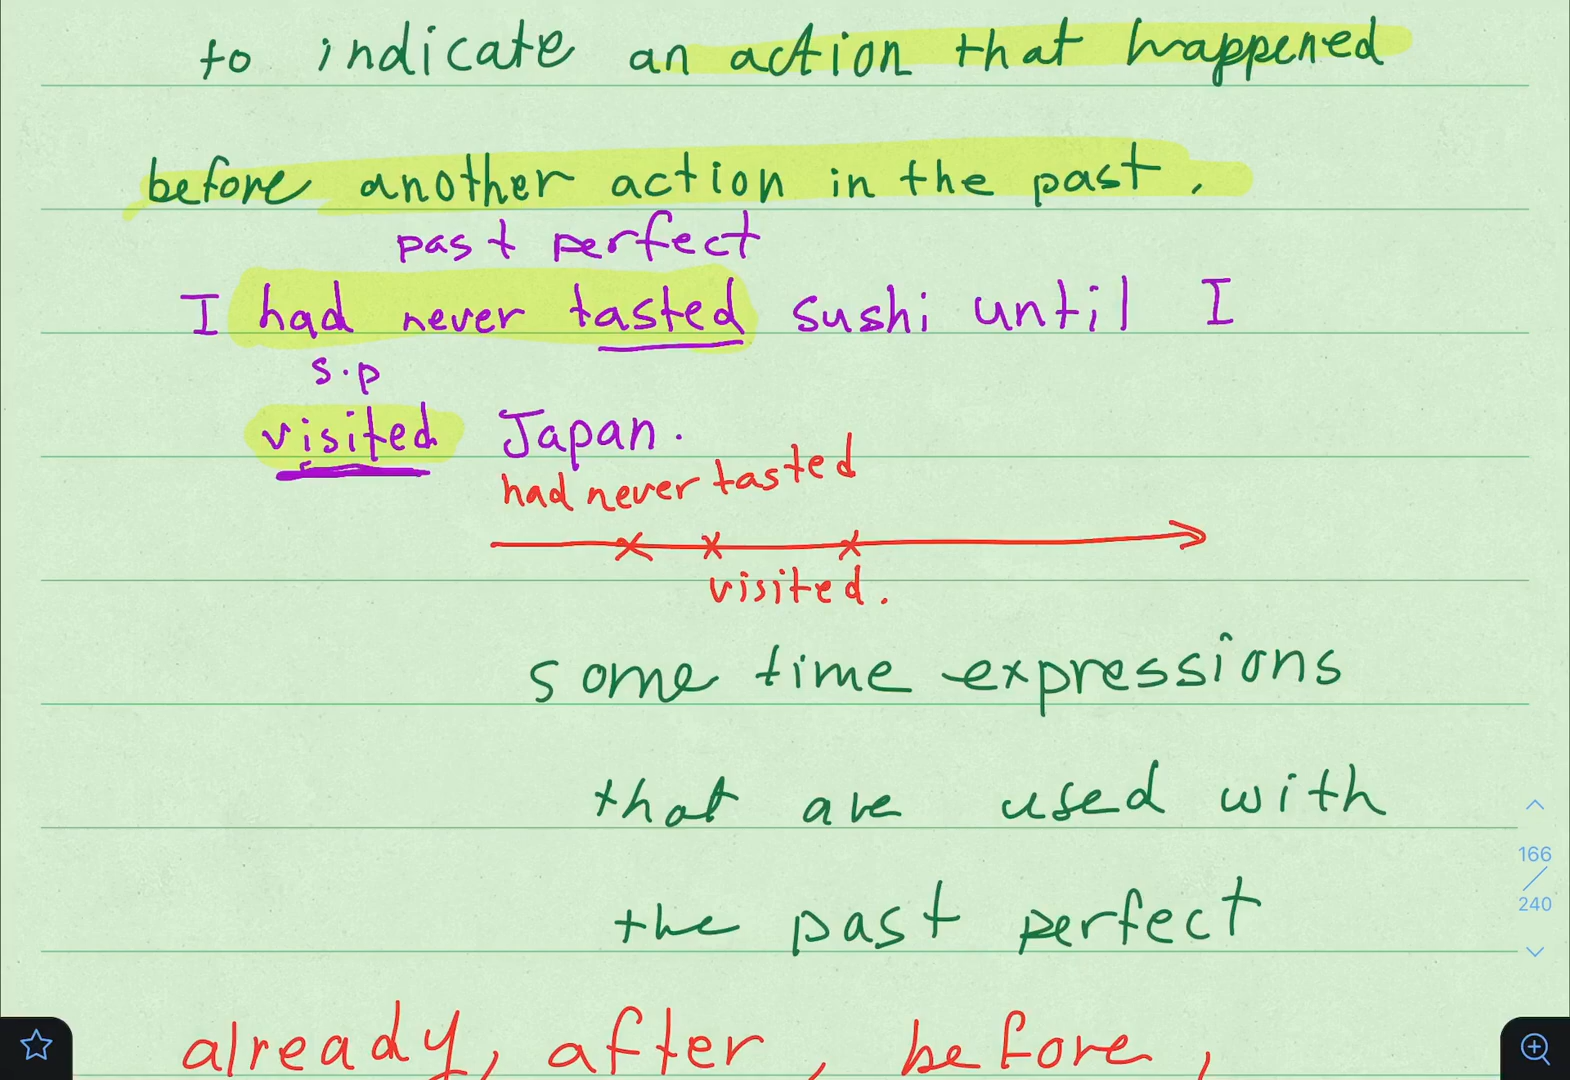 to indicate an action that happened
before another action in the past.
past perfect
I had never tasted sushi until I
s.p
visited Japan.
had never tasted
visited.
some time expressions
that are used with
the past perfect
already, after, before,
166
240